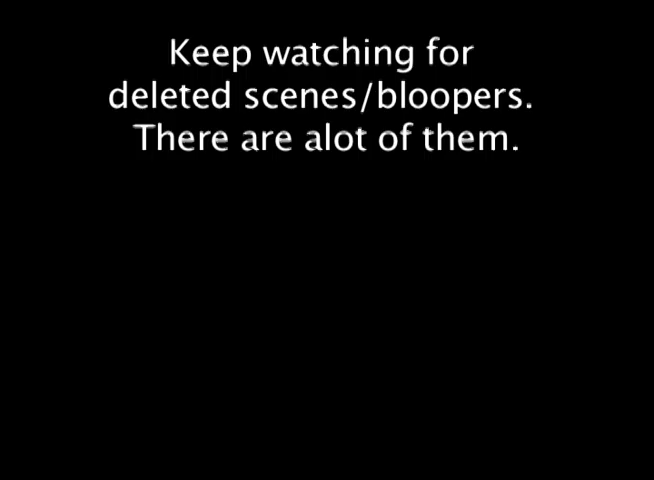 Keep watching for
deleted scenes/bloopers.
There are alot of them.